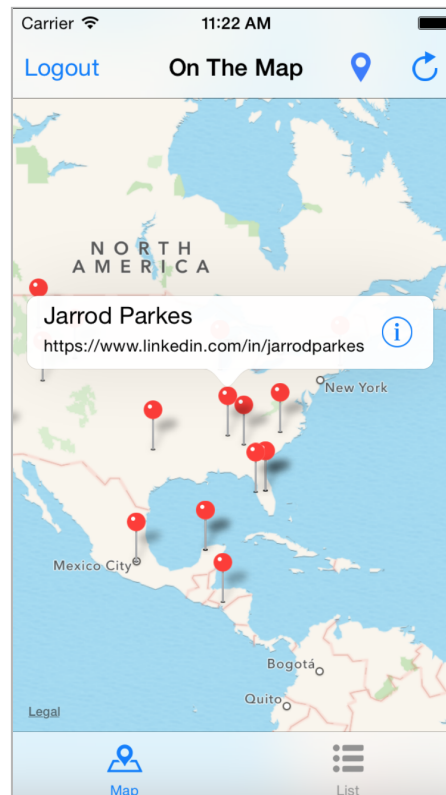 Carrier 11:22 AM
Logout On The Map
NORTH
AMERICA
Jarrod Parkes
https://www.linkedin.com/in/jarrodparkes
New York
Mexico City
Bogotá
Quito
Legal
Map List